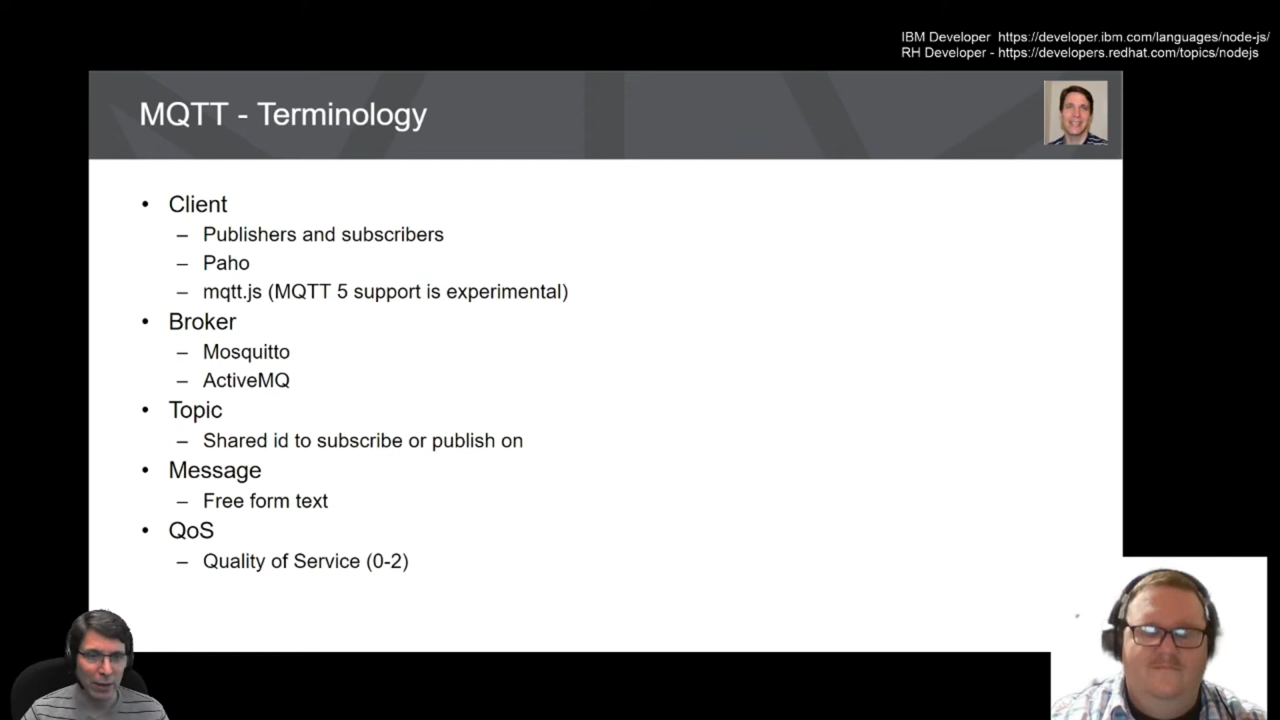 IBM Developer  https://developer.ibm.com/languages/node-js/
RH Developer - https://developers.redhat.com/topics/nodejs
MQTT - Terminology
• Client
– Publishers and subscribers
– Paho
– mqtt.js (MQTT 5 support is experimental)
• Broker
– Mosquitto
– ActiveMQ
• Topic
– Shared id to subscribe or publish on
• Message
– Free form text
• QoS
– Quality of Service (0-2)